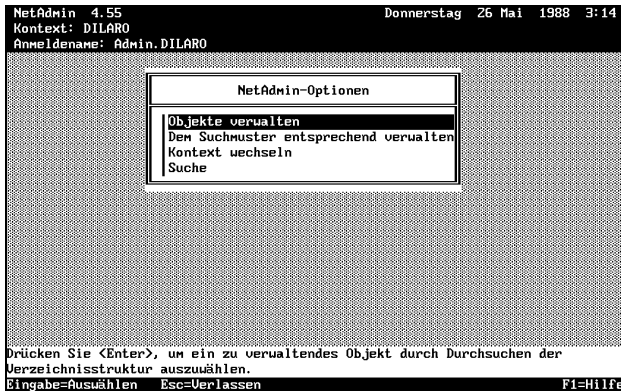 NetAdmin 4.55 Donnerstag 26 Mai 1988 3:14
Kontext: DILARO
Anmeldename: Admin.DILARO
NetAdmin-Optionen
Objekte verwalten
Dem Suchmuster entsprechend verwalten
Kontext wechseln
Suche
Drücken Sie <Enter>, um ein zu verwaltendes Objekt durch Durchsuchen der
Verzeichnisstruktur auszuwählen.
Eingabe=Auswählen Esc=Verlassen F1=Hilfe